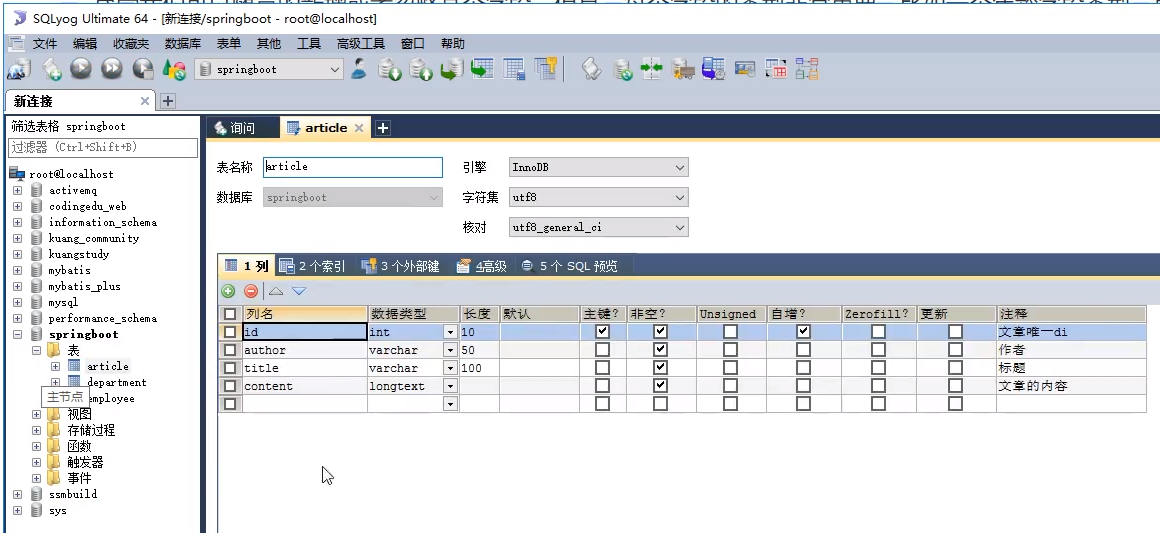 SQLyog Ultimate 64 - [新连接/springboot - root@localhost]
文件 编辑 收藏夹 数据库 表单 其他 工具 高级工具 窗口 帮助
springboot
新连接
筛选表格 springboot
过滤器 (Ctrl+Shift+B)
root@localhost
activemq
codingedu_web
information_schema
kuang_community
kuangstudy
mybatis
mybatis_plus
mysql
performance_schema
springboot
表
article
department
主节点
employee
视图
存储过程
函数
触发器
事件
ssmbuild
sys
询问 article
表名称 article 引擎 InnoDB
数据库 springboot 字符集 utf8
核对 utf8_general_ci
1 列 2 个索引 3 个外部键 4高级 5 个 SQL 预览
列名 数据类型 长度 默认 主键? 非空? Unsigned 自增? Zerofill? 更新 注释
id int 10 文章唯一di
author varchar 50 作者
title varchar 100 标题
content longtext 文章的内容